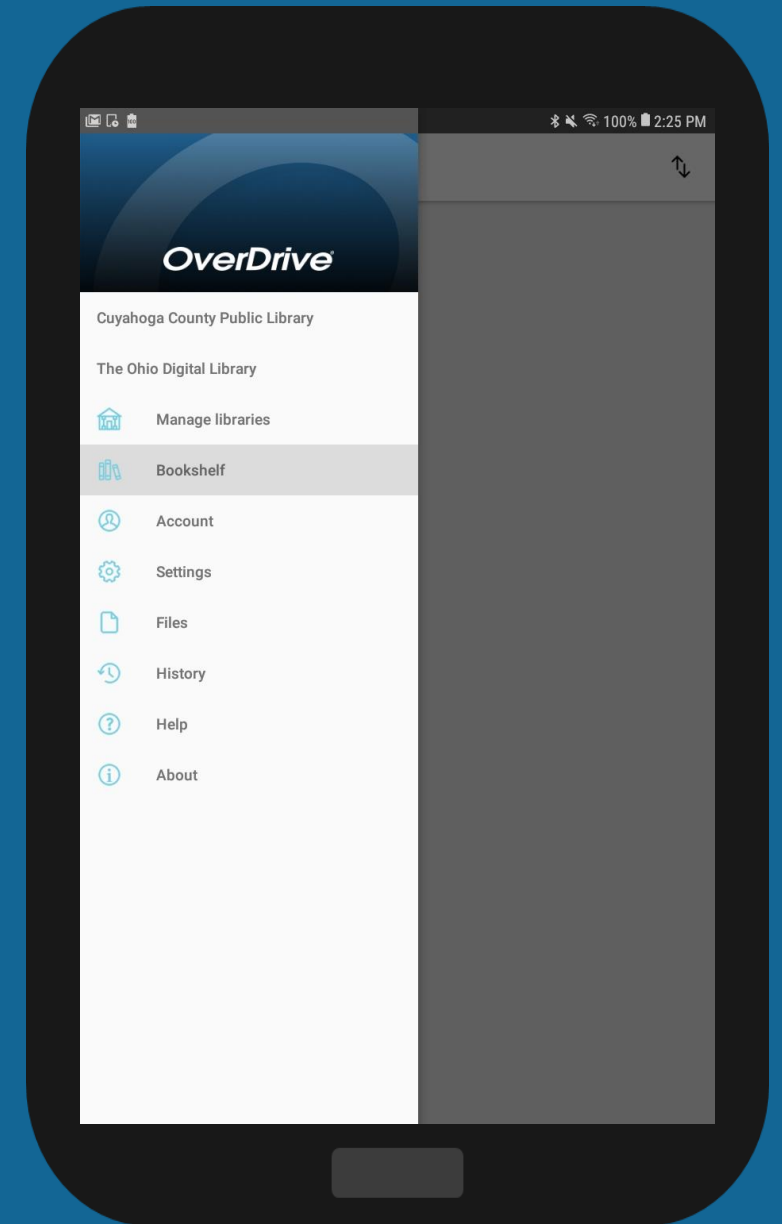 100% 2:25 PM
OverDrive®
Cuyahoga County Public Library
The Ohio Digital Library
Manage libraries
Bookshelf
Account
Settings
Files
History
Help
About